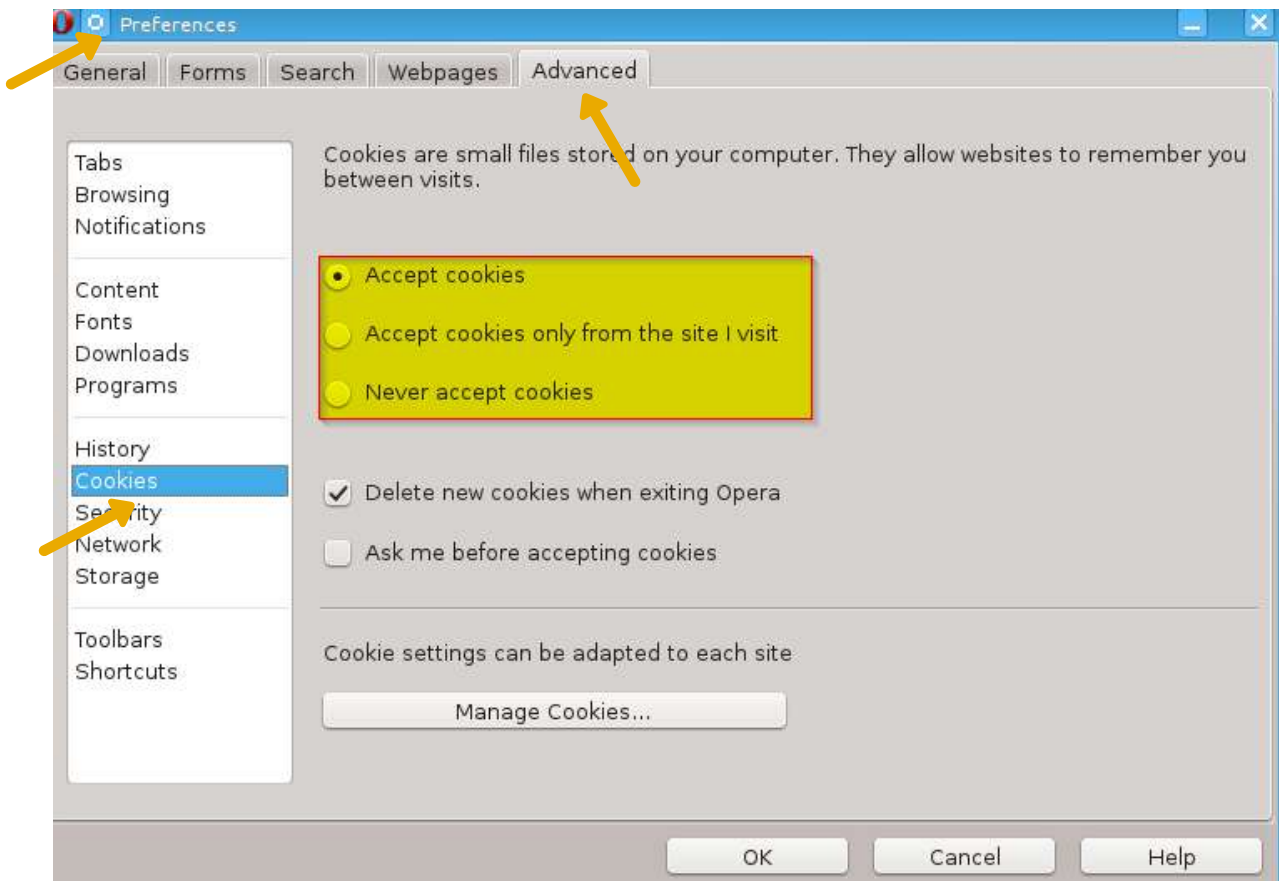 Preferences
General Forms Search Webpages Advanced
Tabs
Browsing
Notifications
Content
Fonts
Downloads
Programs
History
Cookies
Security
Network
Storage
Toolbars
Shortcuts
Cookies are small files stored on your computer. They allow websites to remember you
between visits.
Accept cookies
Accept cookies only from the site I visit
Never accept cookies
Delete new cookies when exiting Opera
Ask me before accepting cookies
Cookie settings can be adapted to each site
Manage Cookies...
OK Cancel Help